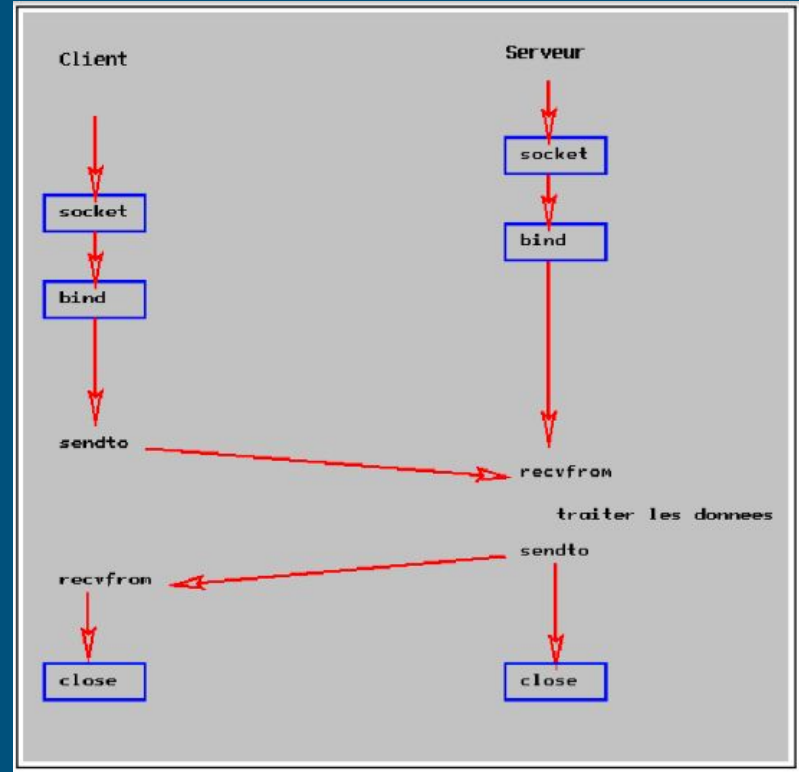 Client
Serveur
socket
socket
bind
bind
sendto
recvfrom
traiter les donnees
sendto
recvfrom
close
close